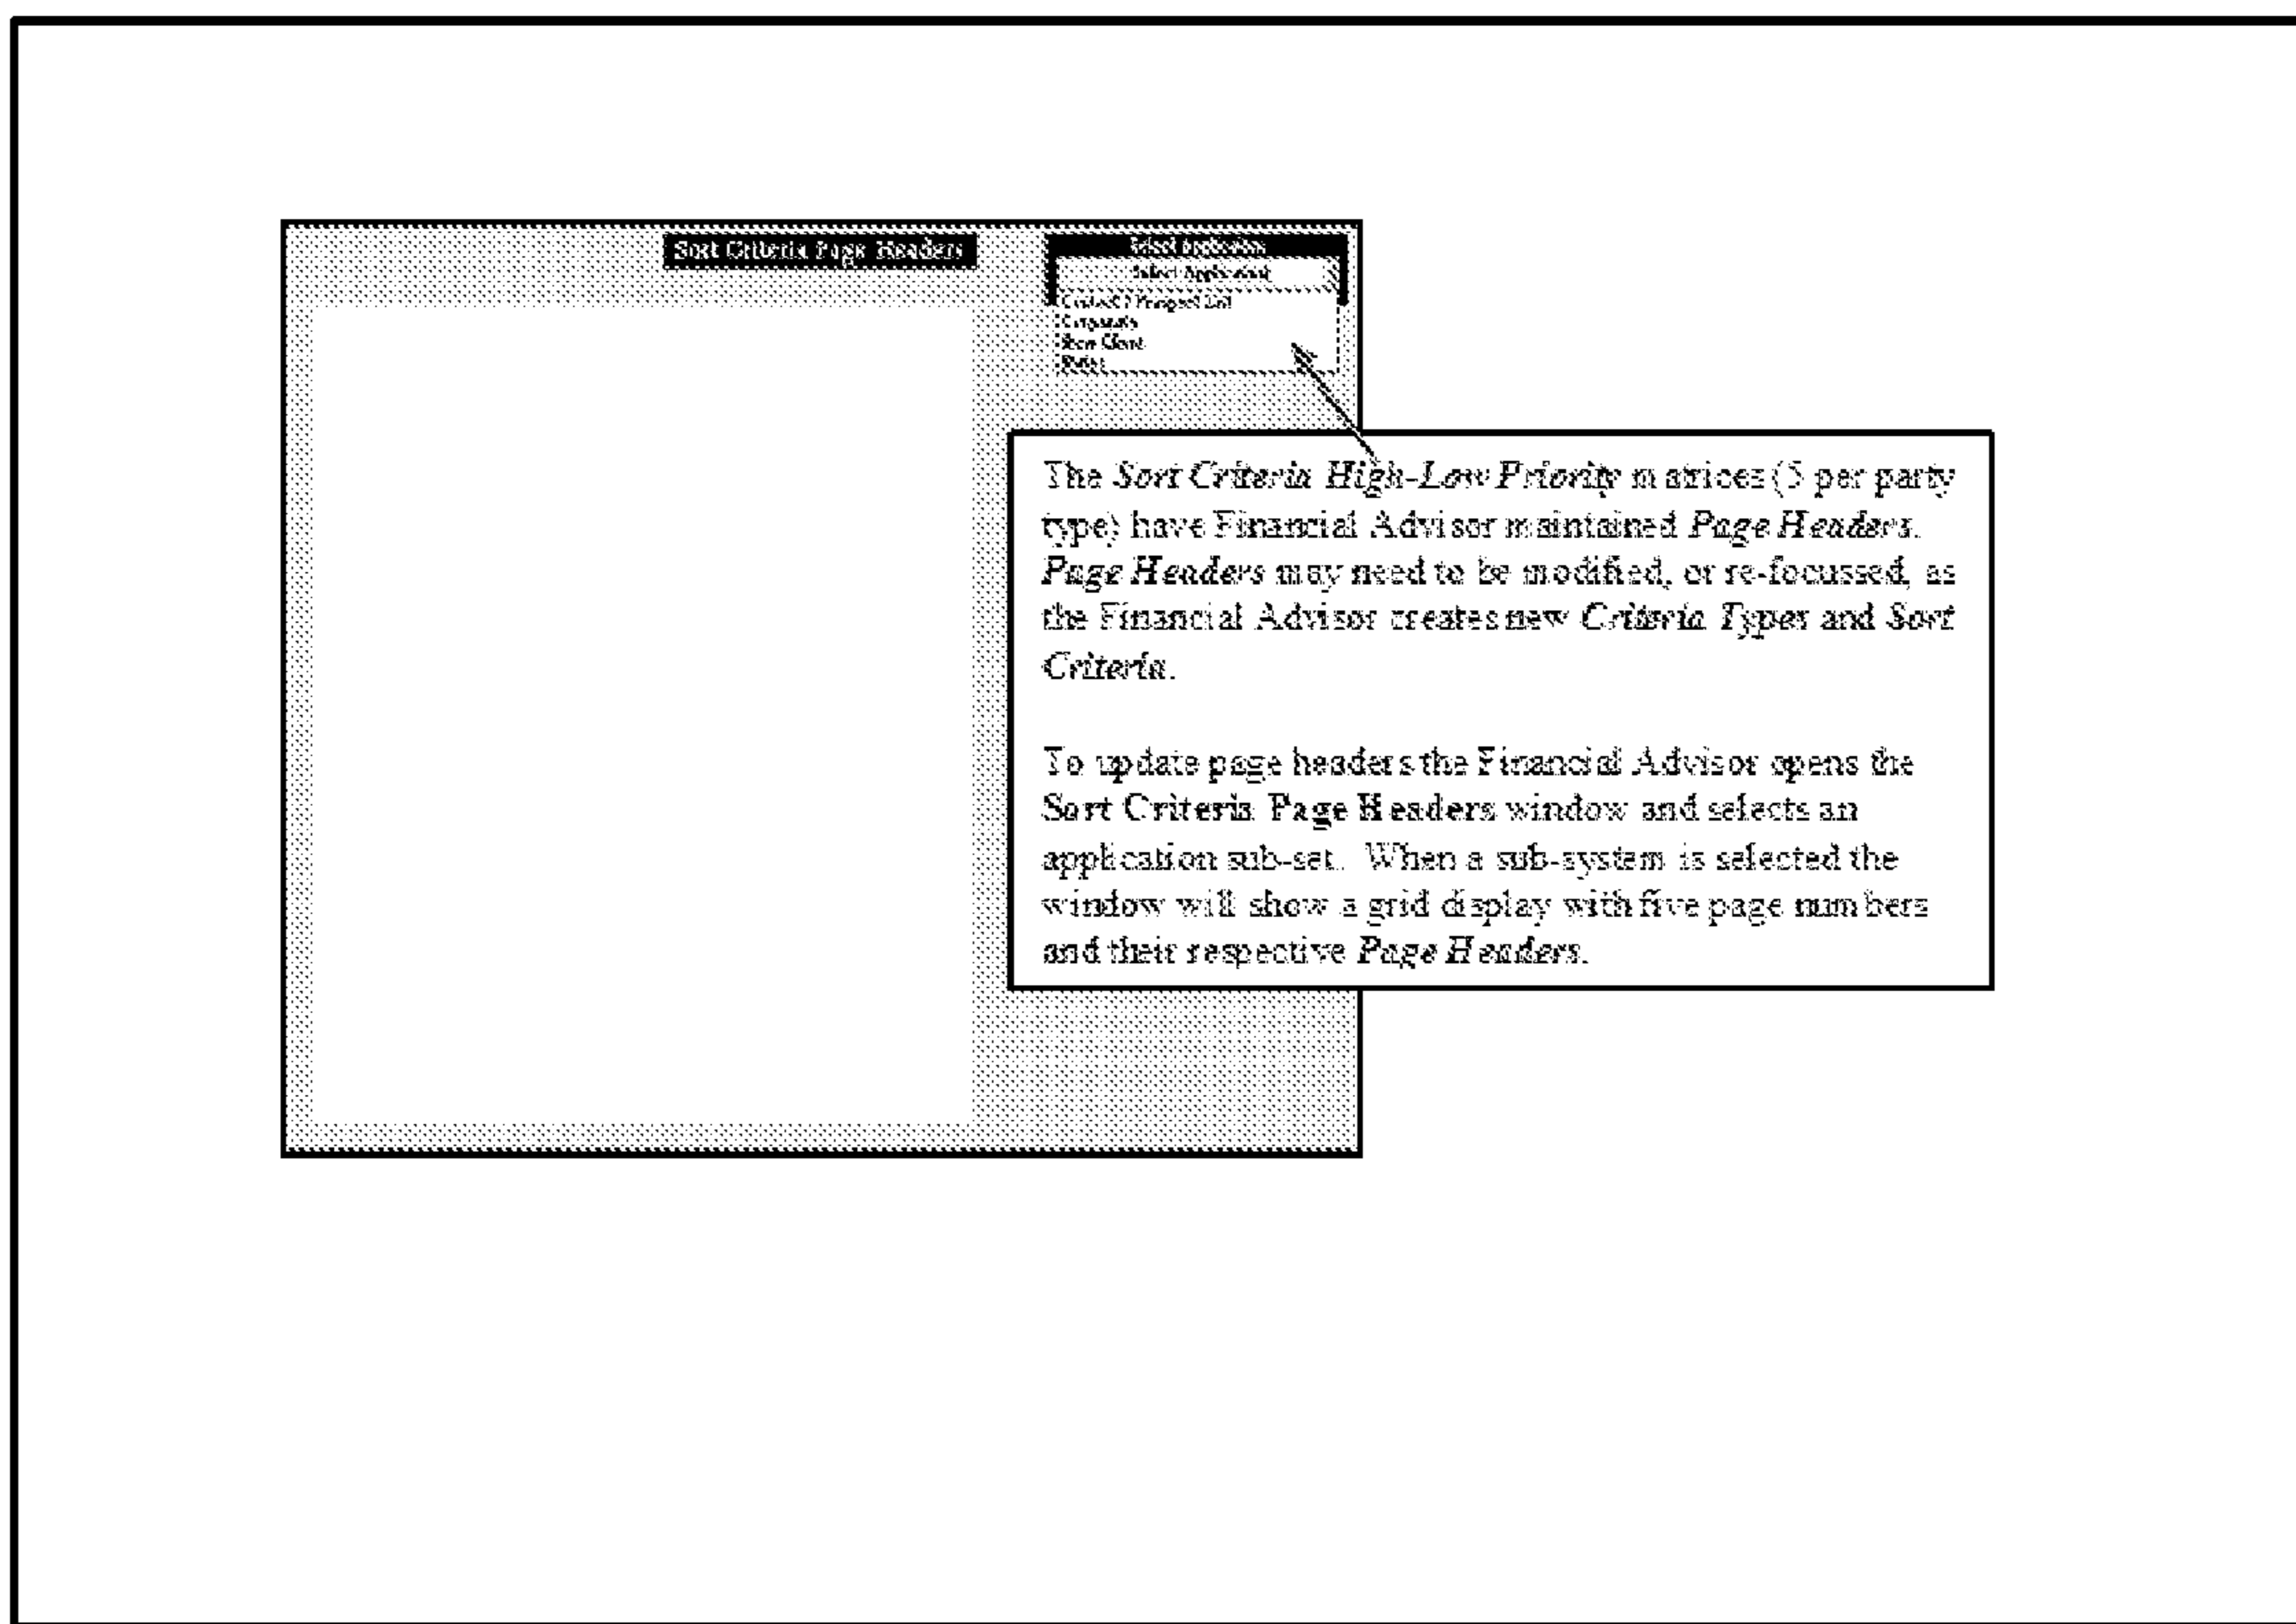 Sort Criteria Page Headers
Select Application
Select Application
Contact / Prospect List
Corporate
The Sort Criteria High-Low Priority matrices (5 per party
type) have Financial Advisor maintained Page Headers.
Page Headers may need to be modified, or re-focussed, as
the Financial Advisor creates new Criteria Types and Sort
Criteria.
To update page headers the Financial Advisor opens the
Sort Criteria Page Headers window and selects an
application sub-set. When a sub-system is selected the
window will show a grid display with five page numbers
and their respective Page Headers.